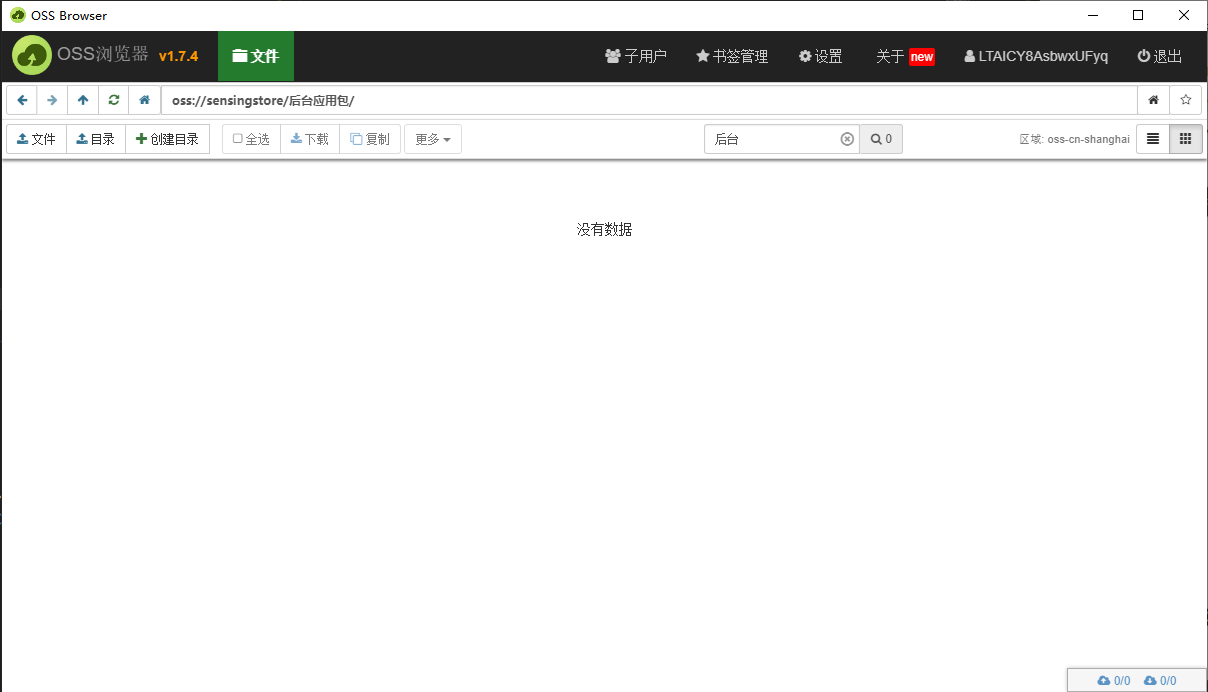 OSS Browser
OSS浏览器 v1.7.4 文件 子用户 书签管理 设置 关于 new LTAICY8AsbwxUFyq 退出
oss://sensingstore/后台应用包/
文件 目录 创建目录 全选 下载 复制 更多 后台 0 区域: oss-cn-shanghai
没有数据
0/0 0/0